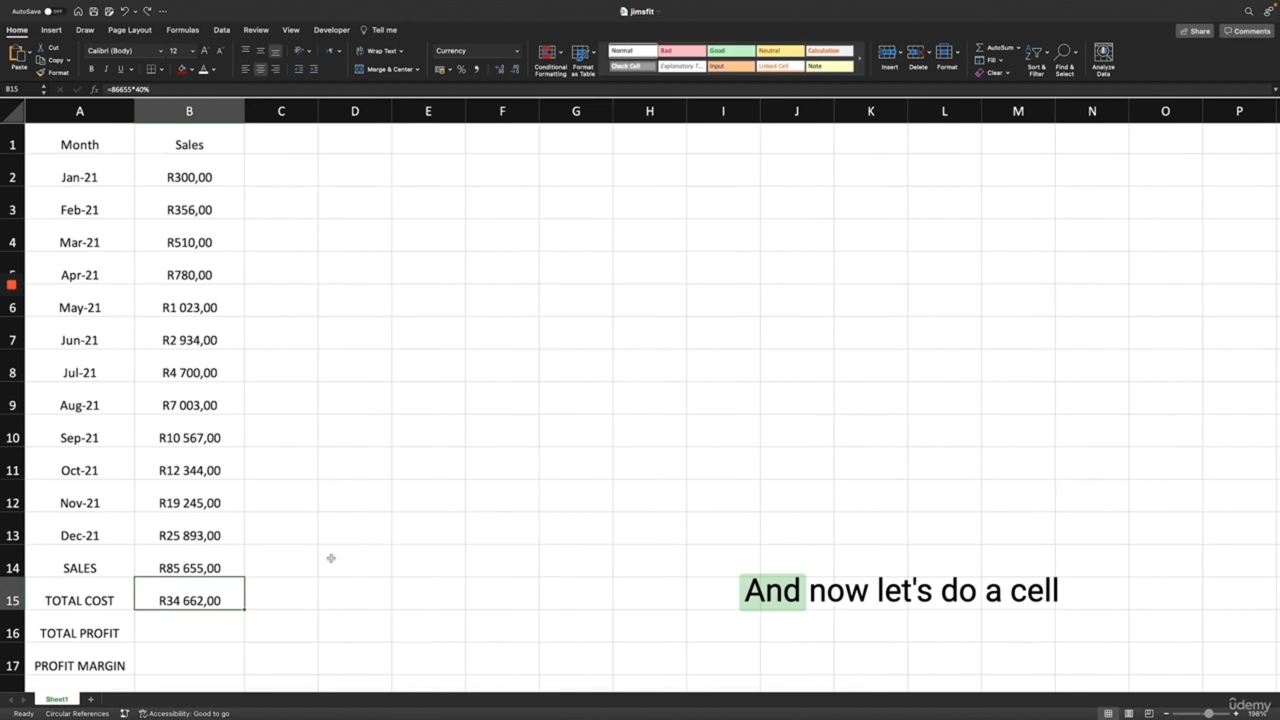 AutoSave OFF jimsfit
Home Insert Draw Page Layout Formulas Data Review View Developer Tell me Share Comments
Paste Cut Copy Format
Calibri (Body) 12 B I U
Wrap Text Merge & Center
Currency
Conditional Formatting Format as Table
Normal Bad Good Neutral Calculation
Check Cell Explanatory T... Input Linked Cell Note
Insert Delete Format
AutoSum Fill Clear
Sort & Filter Find & Select Analyze Data
B15 fx =86655*40%
A B C D E F G H I J K L M N O P
1 Month Sales
2 Jan-21 R300,00
3 Feb-21 R356,00
4 Mar-21 R510,00
Apr-21 R780,00
6 May-21 R1 023,00
7 Jun-21 R2 934,00
8 Jul-21 R4 700,00
9 Aug-21 R7 003,00
10 Sep-21 R10 567,00
11 Oct-21 R12 344,00
12 Nov-21 R19 245,00
13 Dec-21 R25 893,00
14 SALES R85 655,00
15 TOTAL COST R34 662,00
And now let's do a cell
16 TOTAL PROFIT
17 PROFIT MARGIN
Sheet1 +
udemy
Ready Circular References Accessibility: Good to go 198%